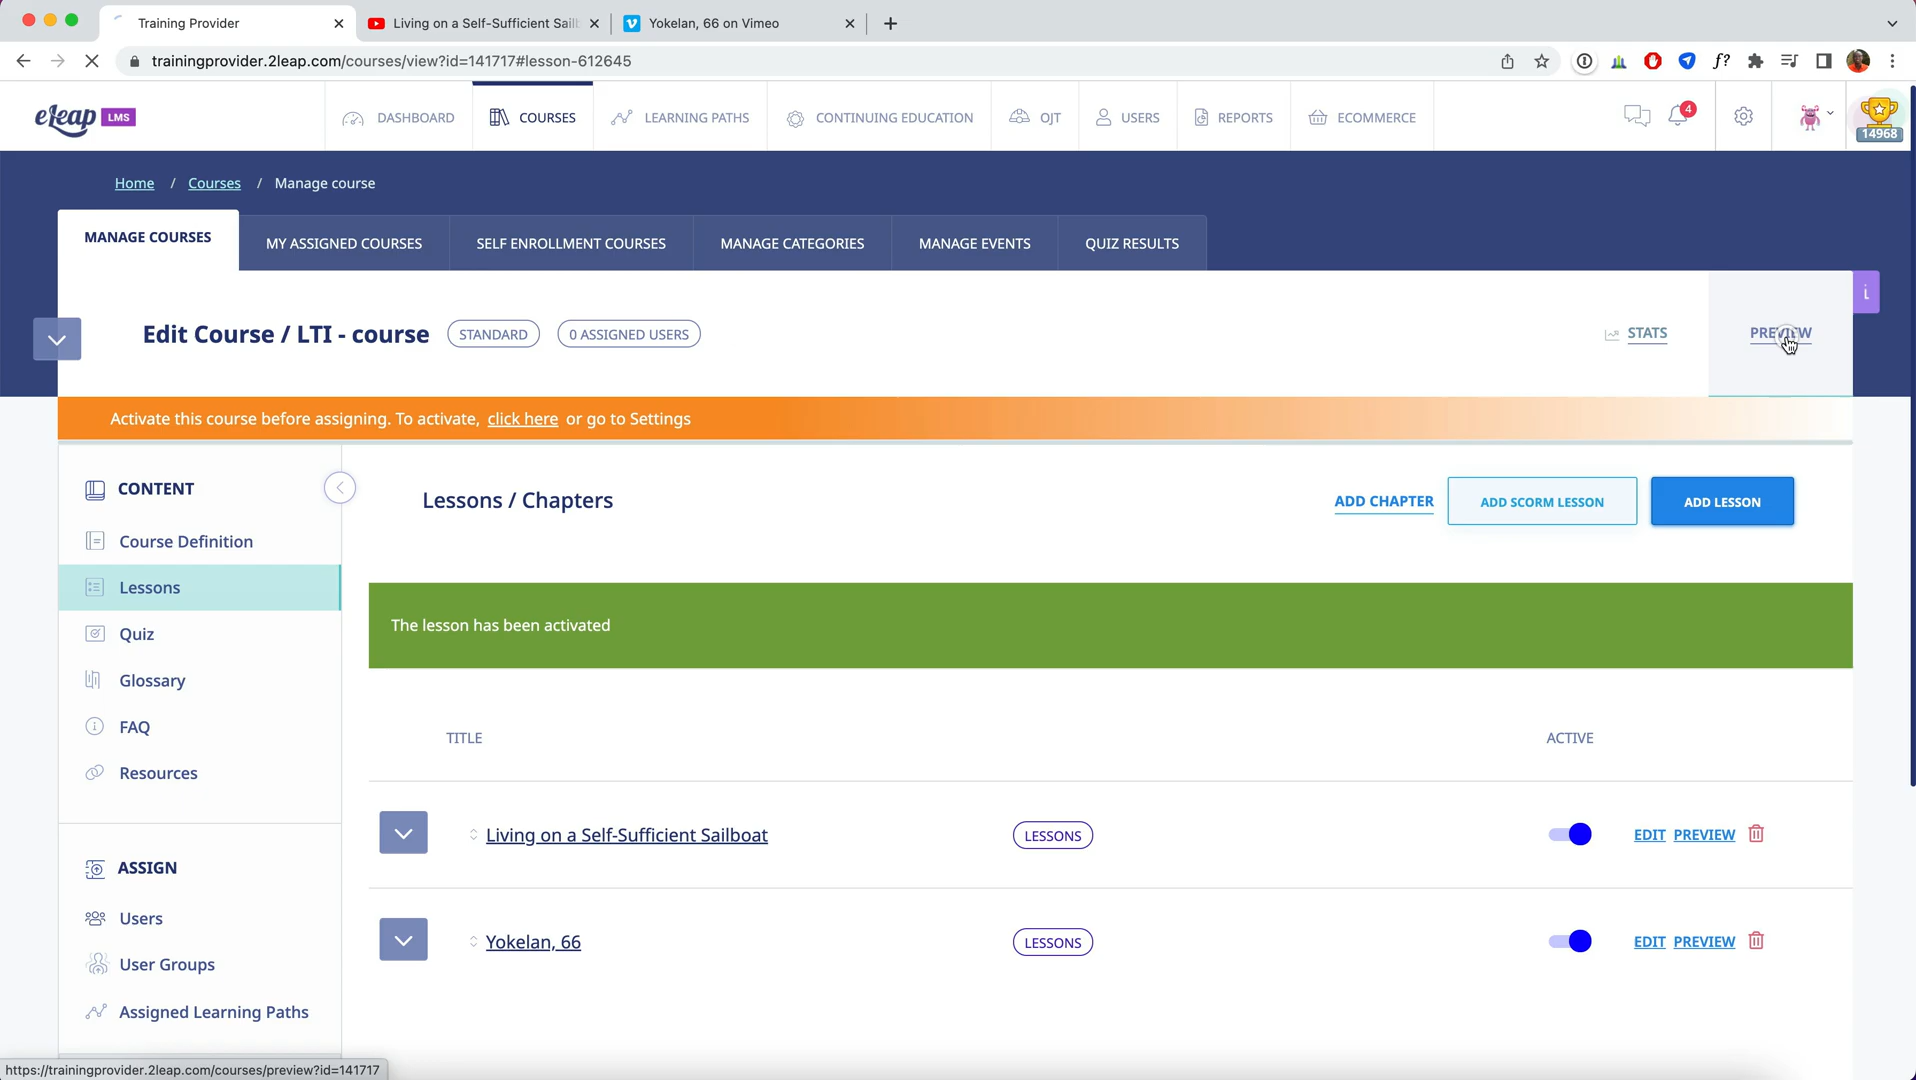 Training Provider
Living on a Self-Sufficient Sailb
Yokelan, 66 on Vimeo
trainingprovider.2leap.com/courses/view?id=141717#lesson-612645
f?
eLeap LMS
DASHBOARD
COURSES
LEARNING PATHS
CONTINUING EDUCATION
OJT
USERS
REPORTS
ECOMMERCE
4
14968
Home / Courses / Manage course
MANAGE COURSES
MY ASSIGNED COURSES
SELF ENROLLMENT COURSES
MANAGE CATEGORIES
MANAGE EVENTS
QUIZ RESULTS
i
Edit Course / LTI - course
STANDARD
0 ASSIGNED USERS
STATS
PREVIEW
Activate this course before assigning. To activate, click here or go to Settings
CONTENT
Course Definition
Lessons
Quiz
Glossary
FAQ
Resources
ASSIGN
Users
User Groups
Assigned Learning Paths
Lessons / Chapters
ADD CHAPTER
ADD SCORM LESSON
ADD LESSON
The lesson has been activated
TITLE
ACTIVE
Living on a Self-Sufficient Sailboat
LESSONS
EDIT PREVIEW
Yokelan, 66
LESSONS
EDIT PREVIEW
https://trainingprovider.2leap.com/courses/preview?id=141717